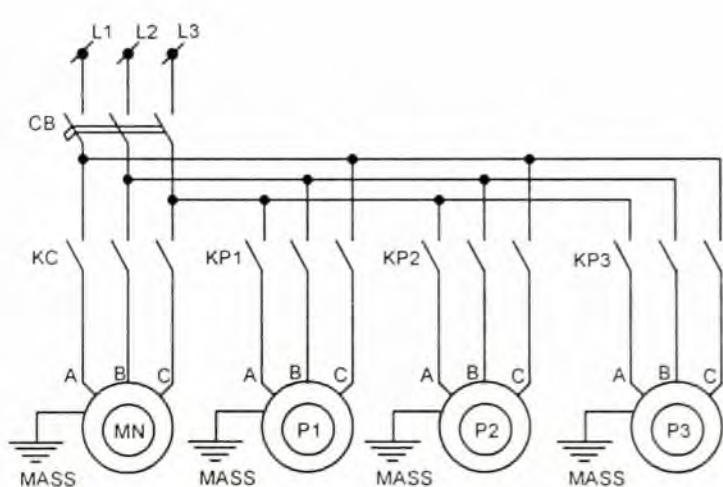 L1 L2 L3
CB
KC KP1 KP2 KP3
A B C A B C A B C A B C
MN P1 P2 P3
MASS MASS MASS MASS